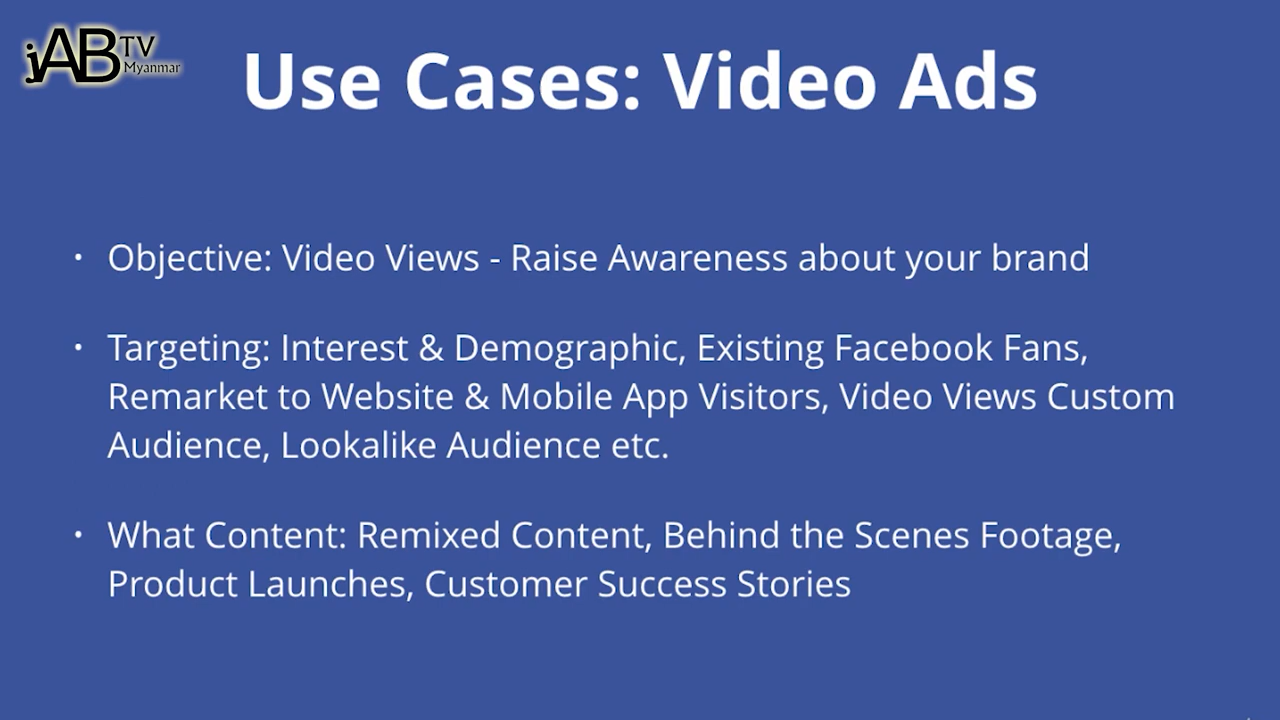 jAB TV
Myanmar
Use Cases: Video Ads
• Objective: Video Views - Raise Awareness about your brand
• Targeting: Interest & Demographic, Existing Facebook Fans,
Remarket to Website & Mobile App Visitors, Video Views Custom
Audience, Lookalike Audience etc.
• What Content: Remixed Content, Behind the Scenes Footage,
Product Launches, Customer Success Stories